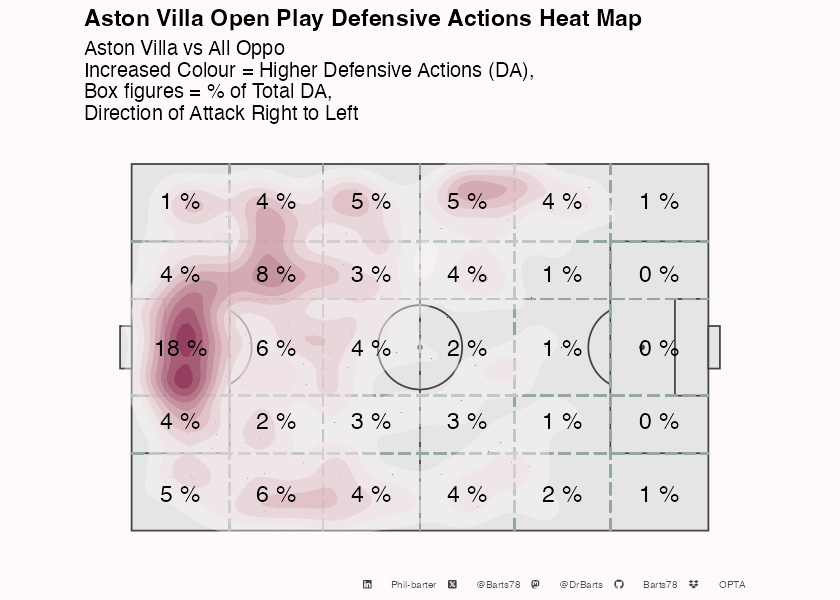 Aston Villa Open Play Defensive Actions Heat Map
Aston Villa vs All Oppo
Increased Colour = Higher Defensive Actions (DA),
Box figures = % of Total DA,
Direction of Attack Right to Left
1 % 4 % 5 % 5 % 4 % 1 %
4 % 8 % 3 % 4 % 1 % 0 %
18 % 6 % 4 % 2 % 1 % 0 %
4 % 2 % 3 % 3 % 1 % 0 %
5 % 6 % 4 % 4 % 2 % 1 %
Phil-barter @Barts78 @DrBarts Barts78 OPTA